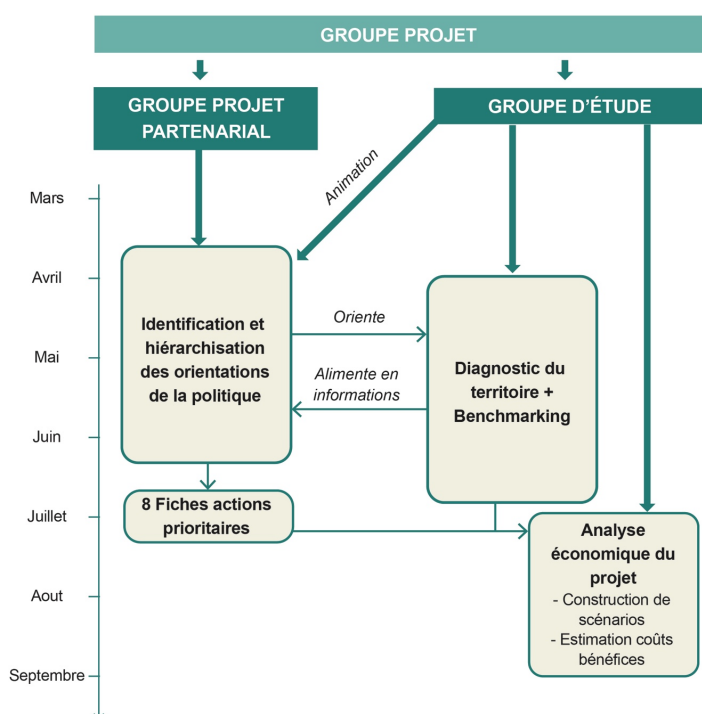 GROUPE PROJET
GROUPE PROJET
PARTENARIAL
GROUPE D'ÉTUDE
Animation
Mars
Avril
Mai
Juin
Juillet
Aout
Septembre
Identification et
hiérarchisation
des orientations
de la politique
Oriente
Alimente en
informations
Diagnostic du
territoire +
Benchmarking
8 Fiches actions
prioritaires
Analyse
économique du
projet
- Construction de
scénarios
- Estimation coûts
bénéfices